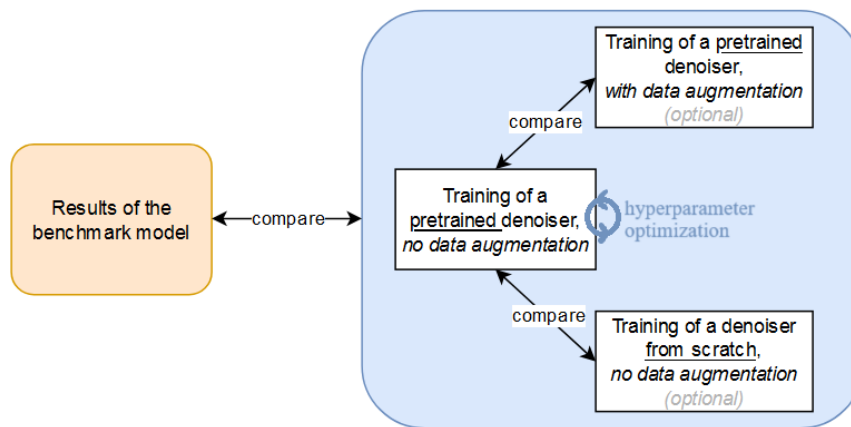 Training of a pretrained
denoiser,
with data augmentation
(optional)
compare
Results of the
benchmark model
compare
Training of a
pretrained denoiser,
no data augmentation
hyperparameter
optimization
compare
Training of a denoiser
from scratch,
no data augmentation
(optional)